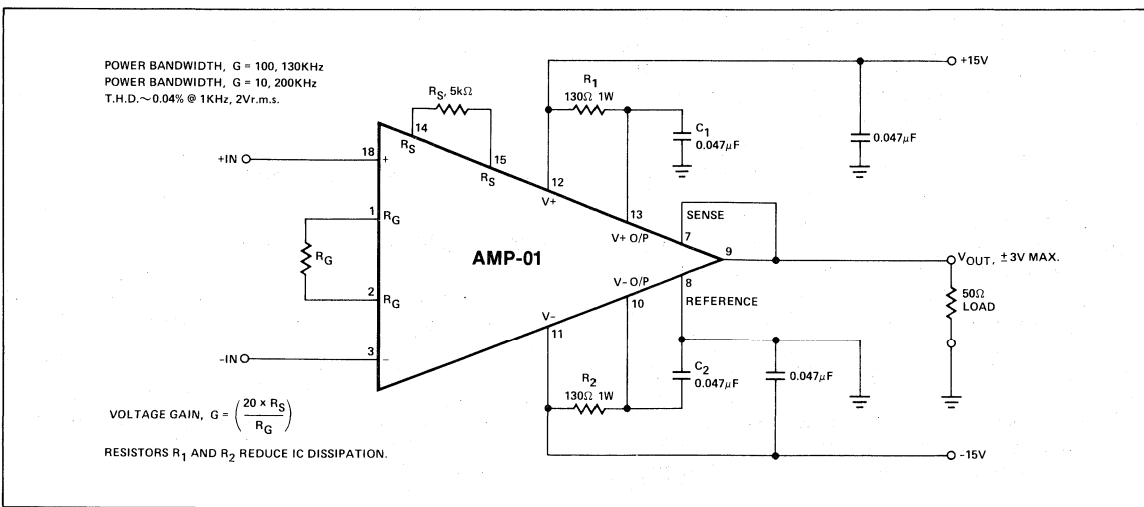 POWER BANDWIDTH, G = 100, 130KHz
POWER BANDWIDTH, G = 10, 200KHz
T.H.D.~0.04% @ 1KHz, 2Vr.m.s.
RS, 5kΩ
14
RS
15
RS
R1
130Ω 1W
C1
0.047μF
+15V
0.047μF
+IN
18
+
12
V+
13
V+ O/P
SENSE
7
1
RG
RG
AMP-01
9
VOUT, ±3V MAX.
2
RG
V- O/P
10
8
REFERENCE
50Ω
LOAD
V-
11
-IN
3
-
R2
130Ω 1W
C2
0.047μF
0.047μF
VOLTAGE GAIN, G = (20 x RS / RG)
RESISTORS R1 AND R2 REDUCE IC DISSIPATION.
-15V